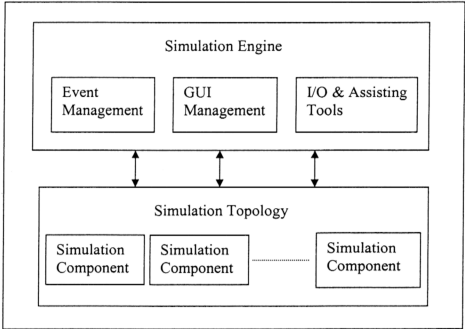 Simulation Engine
Event Management
GUI Management
I/O & Assisting Tools
Simulation Topology
Simulation Component
Simulation Component
Simulation Component